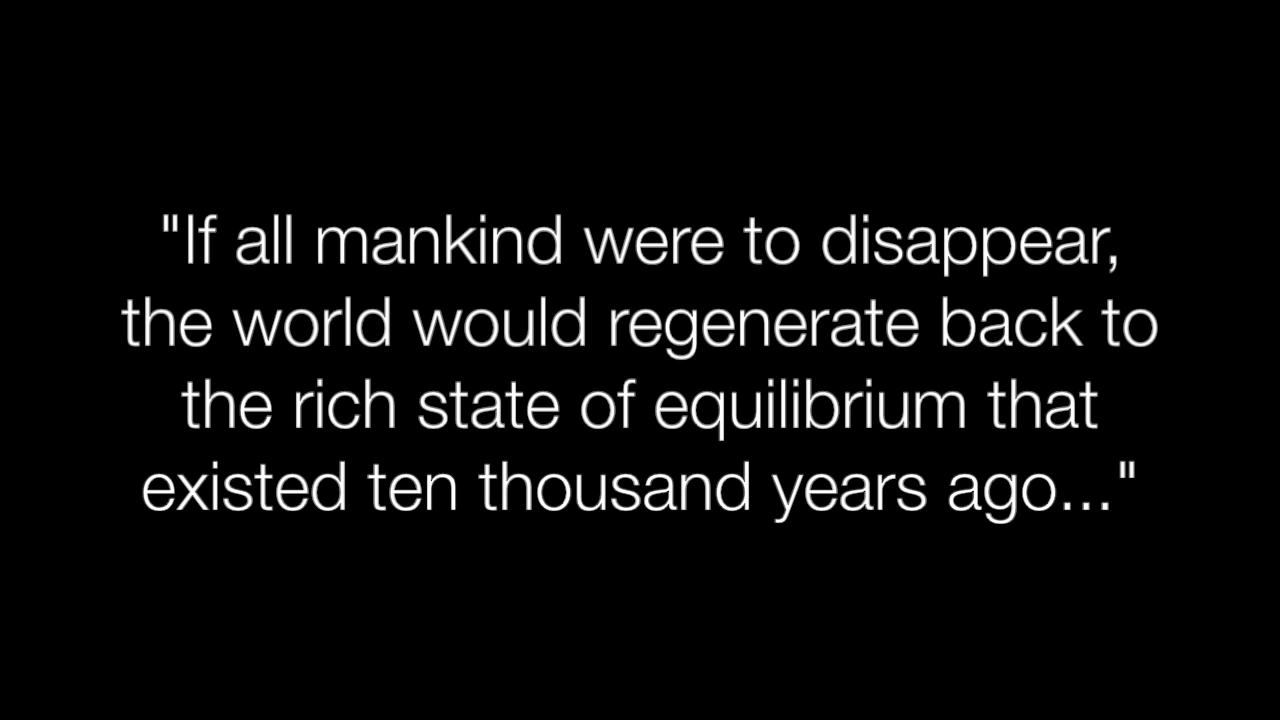 "If all mankind were to disappear,
the world would regenerate back to
the rich state of equilibrium that
existed ten thousand years ago..."